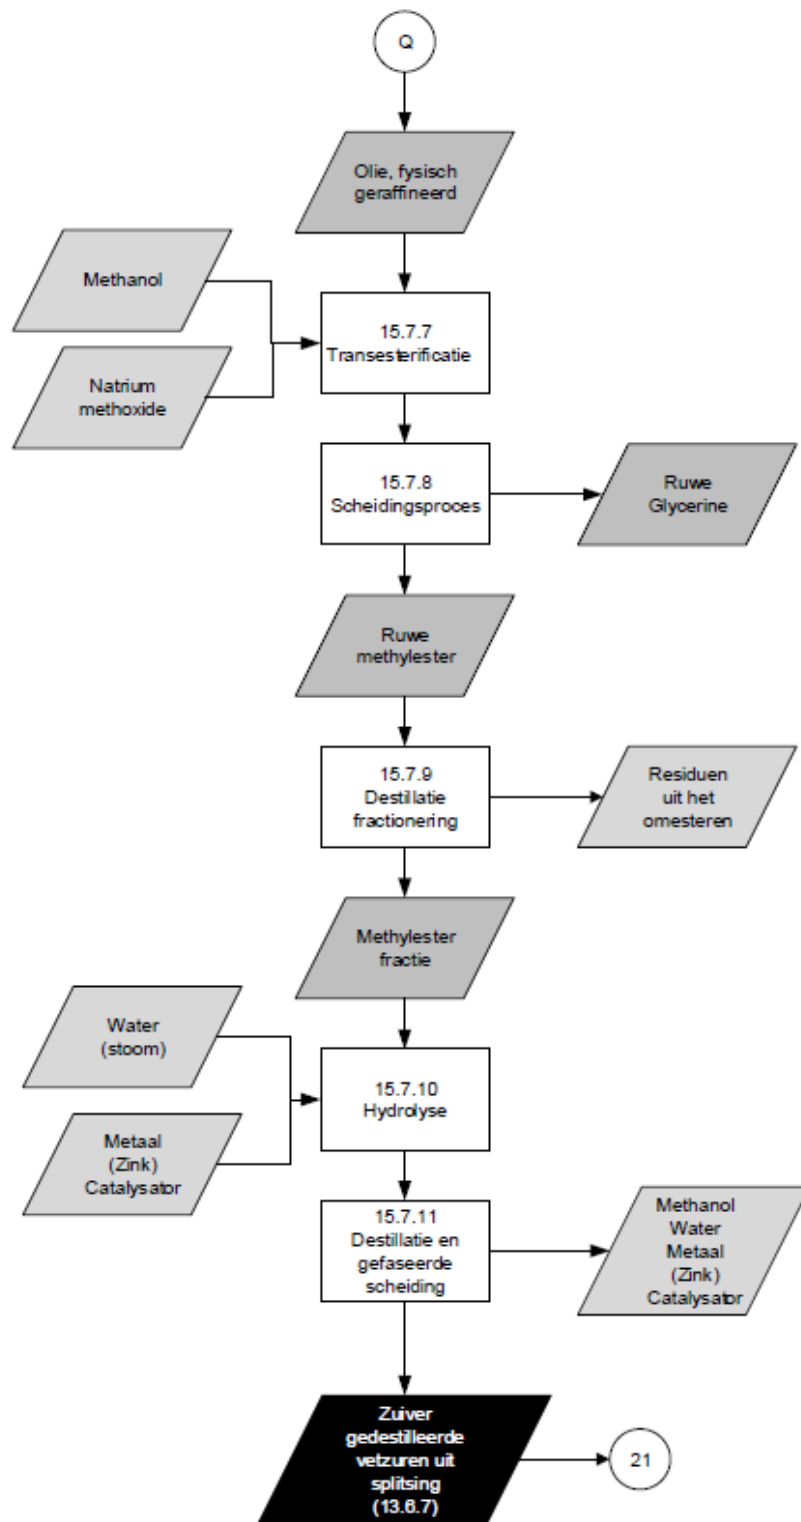 Q
Olie, fysisch
geraffineerd
Methanol
Natrium
methoxide
15.7.7
Transesterificatie
15.7.8
Scheidingsproces
Ruwe
Glycerine
Ruwe
methylester
15.7.9
Destillatie
fractionering
Residuen
uit het
omesteren
Methylester
fractie
Water
(stoom)
Metaal
(Zink)
Catalysator
15.7.10
Hydrolyse
15.7.11
Destillatie en
gefaseerde
scheiding
Methanol
Water
Metaal
(Zink)
Catalysator
Zuiver
gedestilleerde
vetzuren uit
splitsing
(13.6.7)
21